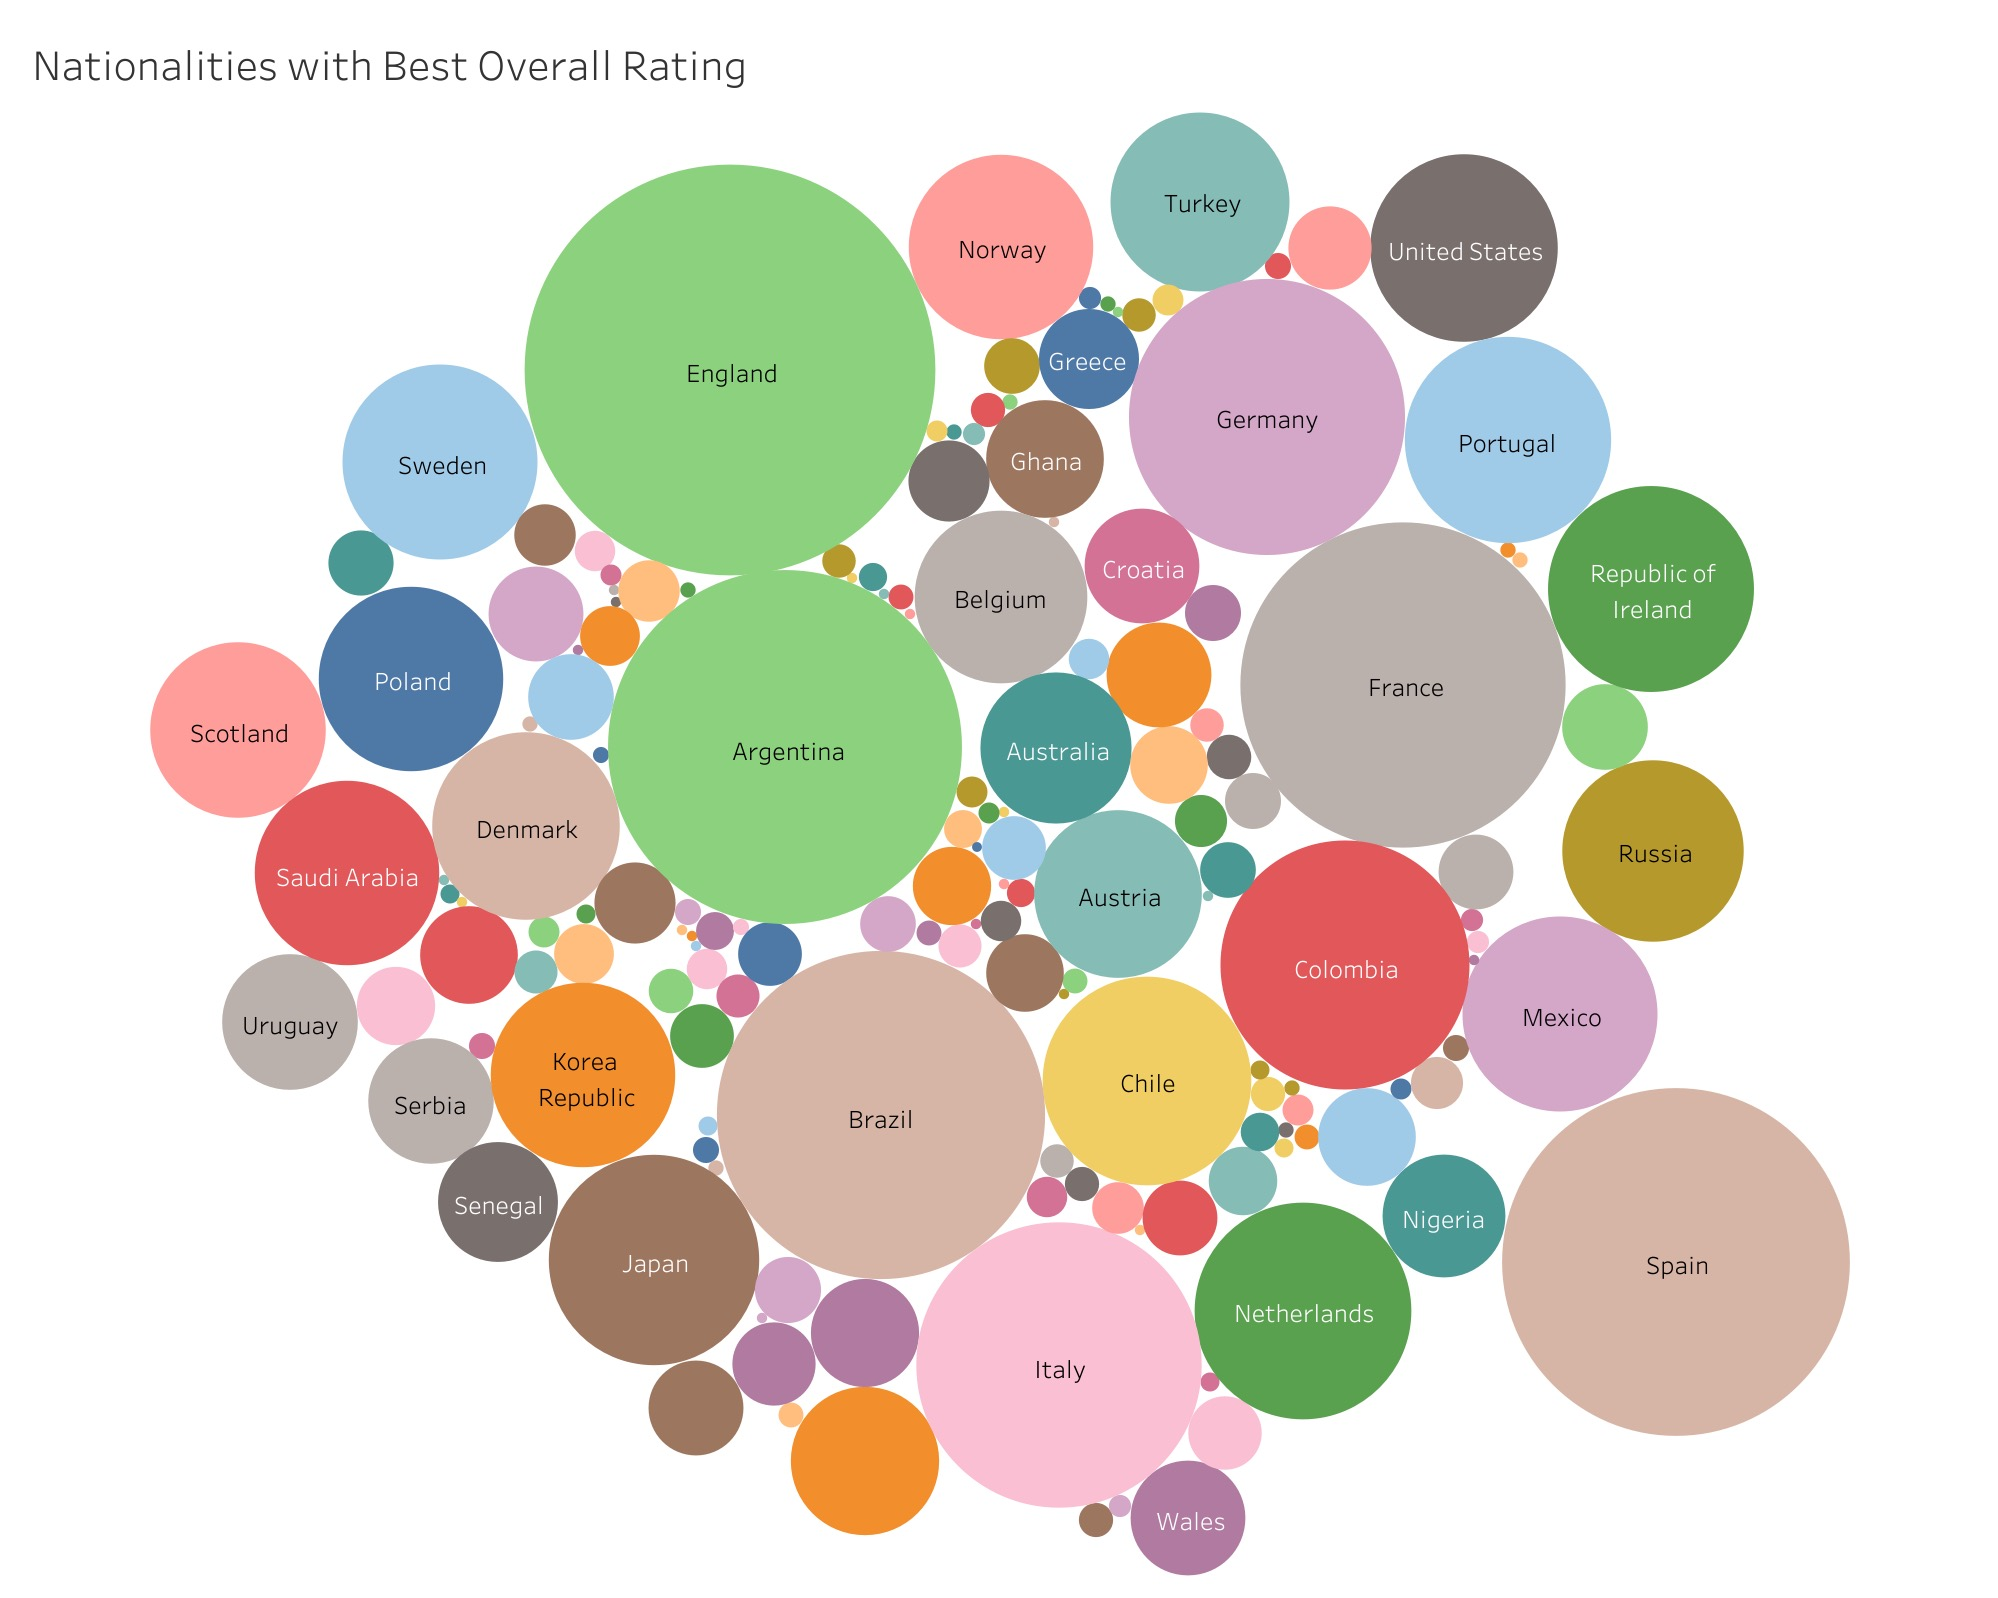 Nationalities with Best Overall Rating
Turkey
Norway
United States
England
Greece
Germany
Portugal
Sweden
Ghana
Croatia
Republic of
Ireland
Belgium
Poland
France
Scotland
Argentina
Australia
Denmark
Russia
Saudi Arabia
Austria
Colombia
Uruguay
Mexico
Korea
Republic
Serbia
Chile
Brazil
Senegal
Nigeria
Japan
Spain
Netherlands
Italy
Wales